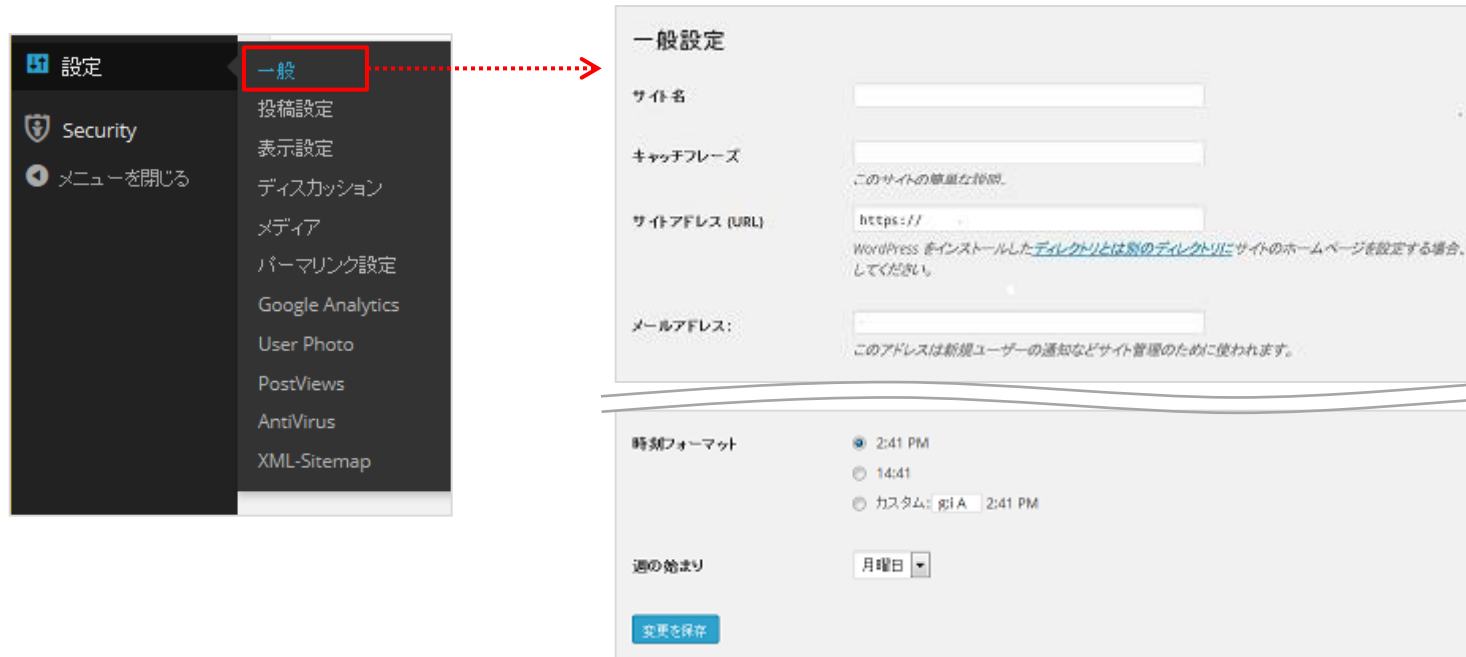 設定
Security
メニューを閉じる
一般
投稿設定
表示設定
ディスカッション
メディア
パーマリンク設定
Google Analytics
User Photo
PostViews
AntiVirus
XML-Sitemap
一般設定
サイト名
キャッチフレーズ
このサイトの簡単な説明。
サイトアドレス (URL)
https://
WordPress をインストールしたディレクトリとは別のディレクトリにサイトのホームページを設定する場合、
してください。
メールアドレス:
このアドレスは新規ユーザーの通知などサイト管理のために使われます。
時刻フォーマット
2:41 PM
14:41
カスタム: g:i A 2:41 PM
週の始まり
月曜日
変更を保存